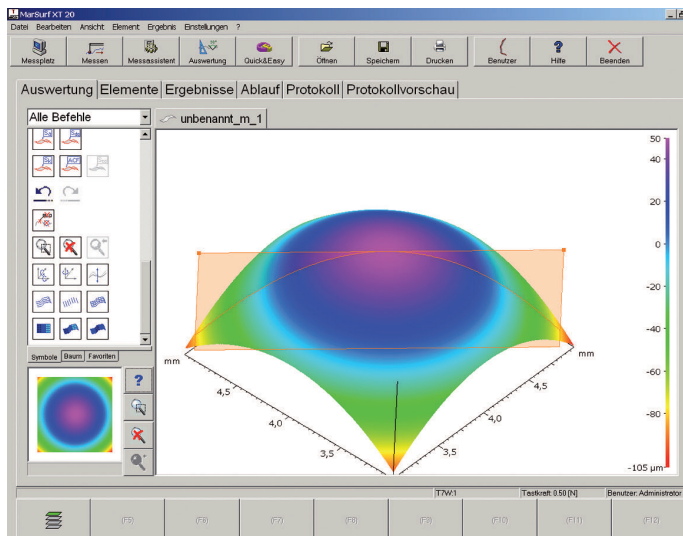 MarSurf XT 20
Datei Bearbeiten Ansicht Element Ergebnis Einstellungen ?
Messplatz Messen Messassistent Auswertung Quick&Easy Öffnen Speichern Drucken Benutzer Hilfe Beenden
Auswertung Elemente Ergebnisse Ablauf Protokoll Protokollvorschau
Alle Befehle
unbenannt_m_1
50
40
20
0
-20
-40
-60
-80
-105 µm
mm
4,5
4,0
3,5
3,5
4,0
4,5
mm
Symbole Baum Favoriten
T7W:1 Tastkraft 0.50 [N] Benutzer: Administrator
(F5) (F6) (F7) (F8) (F9) (F10) (F11) (F12)